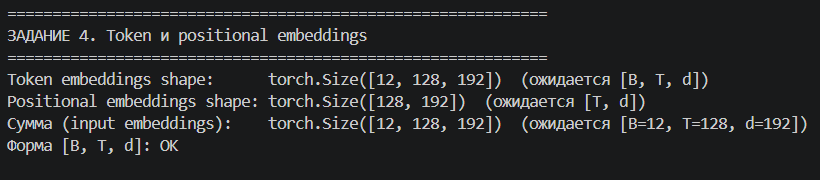 ============================================================
ЗАДАНИЕ 4. Token и positional embeddings
============================================================
Token embeddings shape:      torch.Size([12, 128, 192])  (ожидается [B, T, d])
Positional embeddings shape: torch.Size([128, 192])  (ожидается [T, d])
Сумма (input embeddings):    torch.Size([12, 128, 192])  (ожидается [B=12, T=128, d=192])
Форма [B, T, d]: OK